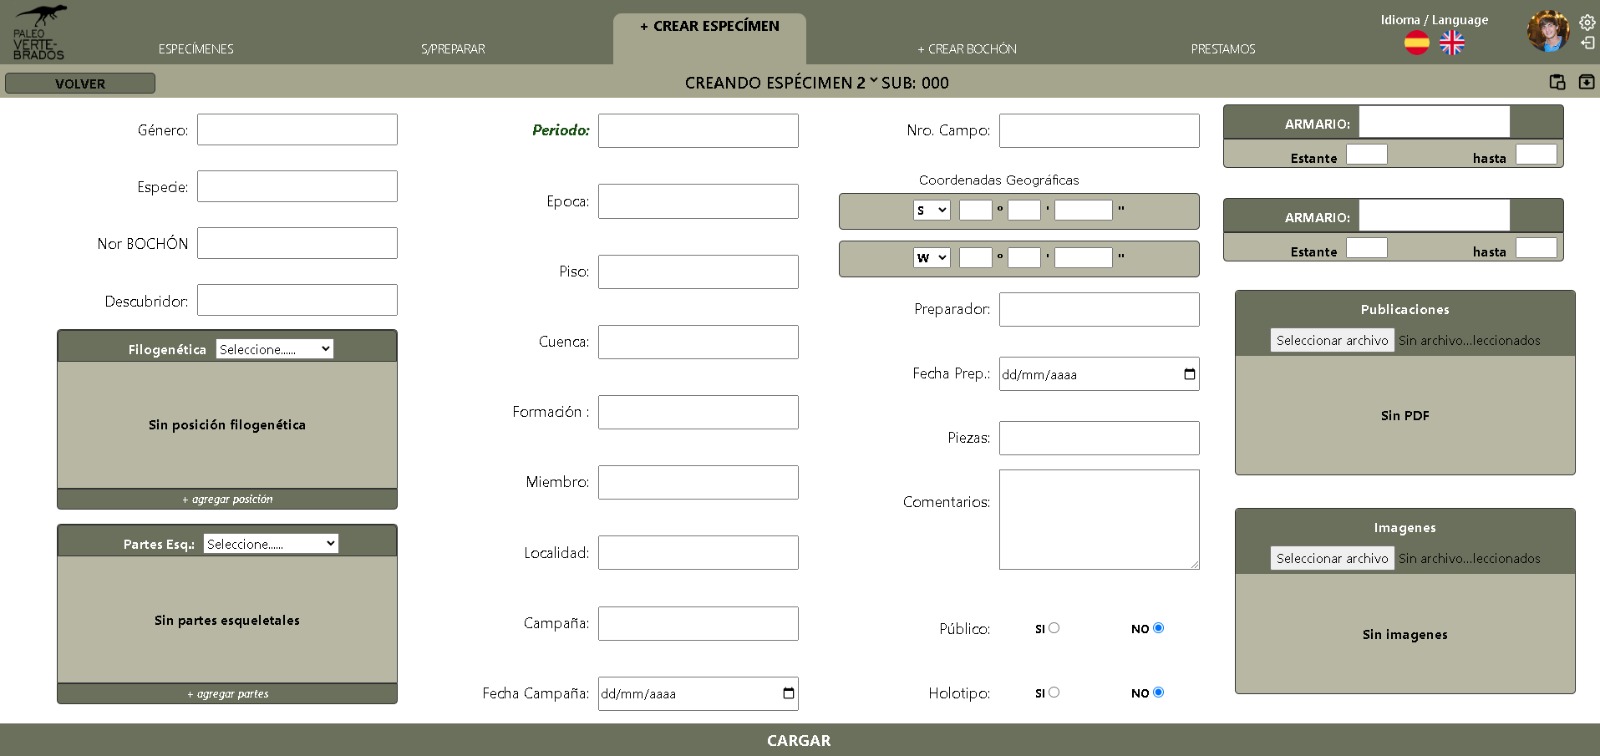 PALEO
VERTE-
BRADOS
ESPECÍMENES
S/PREPARAR
+ CREAR ESPECÍMEN
+ CREAR BOCHÓN
PRESTAMOS
Idioma / Language
VOLVER
CREANDO ESPÉCIMEN 2 SUB: 000
Género:
Especie:
Nor BOCHÓN
Descubridor:
Filogenética Seleccione......
Sin posición filogenética
+ agregar posición
Partes Esq.: Seleccione......
Sin partes esqueletales
+ agregar partes
Periodo:
Epoca:
Piso:
Cuenca:
Formación :
Miembro:
Localidad:
Campaña:
Fecha Campaña: dd/mm/aaaa
Nro. Campo:
Coordenadas Geográficas
S º ' "
W º ' "
Preparador:
Fecha Prep.: dd/mm/aaaa
Piezas:
Comentarios:
Público: SI NO
Holotipo: SI NO
ARMARIO:
Estante hasta
ARMARIO:
Estante hasta
Publicaciones
Seleccionar archivo Sin archivo...leccionados
Sin PDF
Imagenes
Seleccionar archivo Sin archivo...leccionados
Sin imagenes
CARGAR